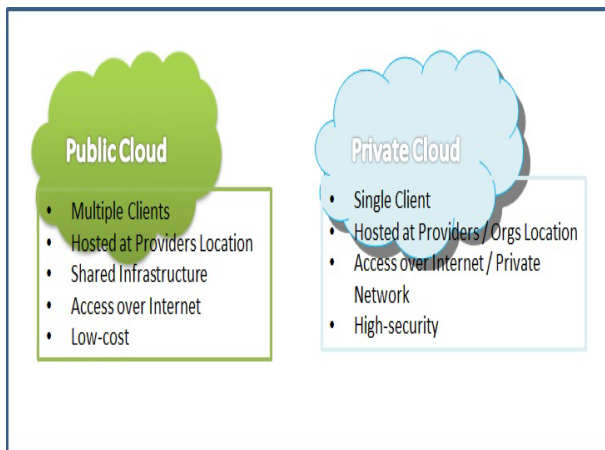 Public Cloud
• Multiple Clients
• Hosted at Providers Location
• Shared Infrastructure
• Access over Internet
• Low-cost
Private Cloud
• Single Client
• Hosted at Providers / Orgs Location
• Access over Internet / Private
Network
• High-security